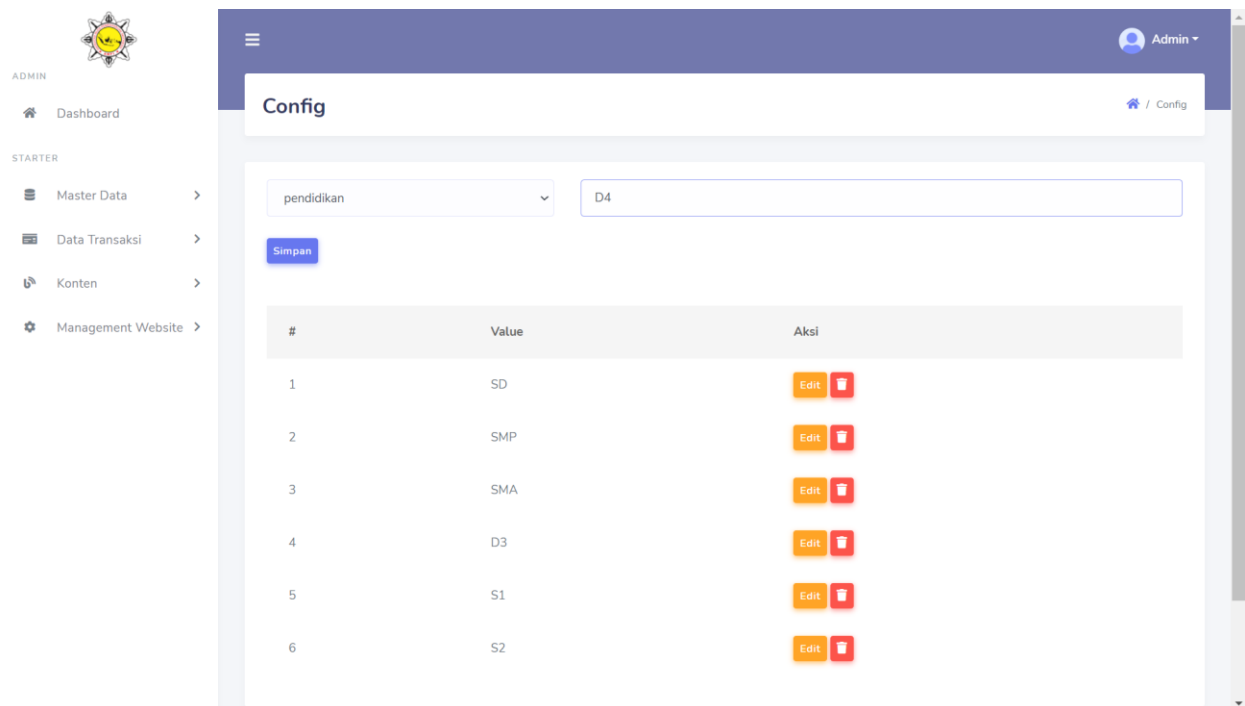 Admin
ADMIN
Dashboard
Config
/ Config
STARTER
Master Data
pendidikan
D4
Data Transaksi
Simpan
Konten
Management Website
# Value Aksi
1 SD Edit
2 SMP Edit
3 SMA Edit
4 D3 Edit
5 S1 Edit
6 S2 Edit